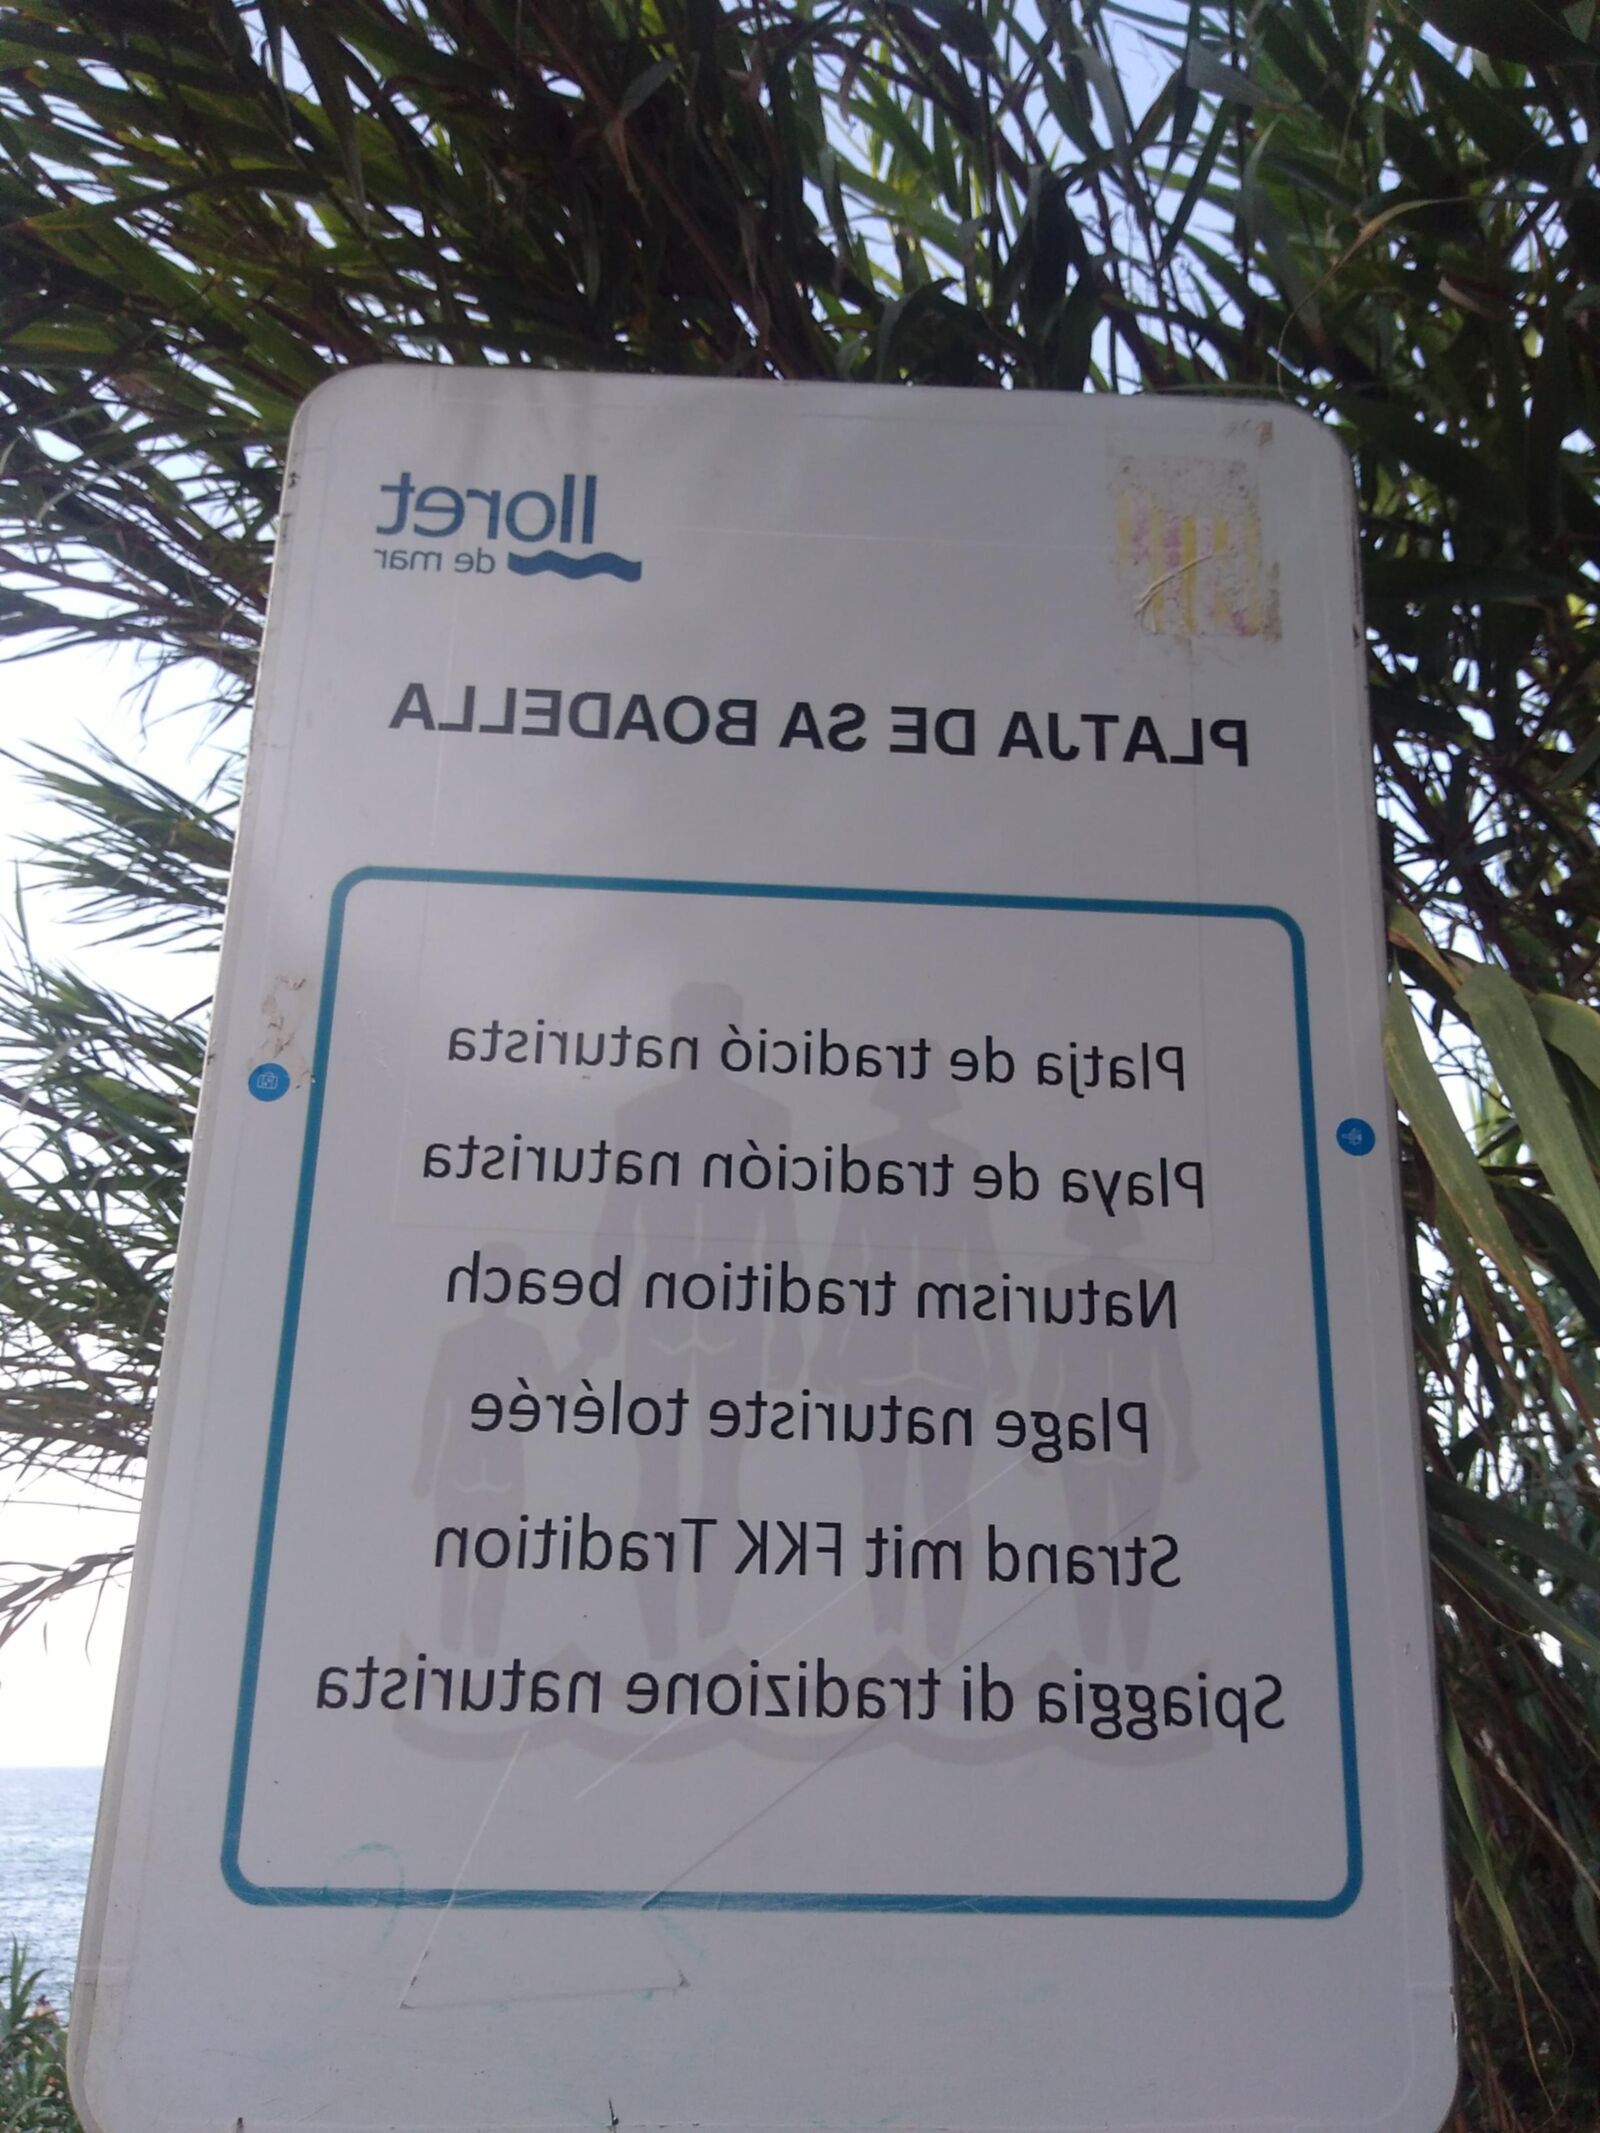 lloret
de mar
PLATJA DE SA BOADELLA
Platja de tradició naturista
Playa de tradición naturista
Naturism tradition beach
Plage naturiste tolérée
Strand mit FKK Tradition
Spiaggia di tradizione naturista